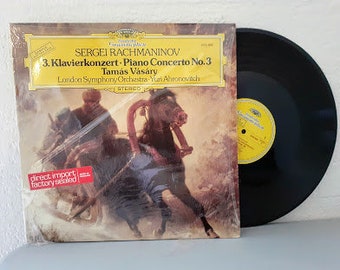 Deutsche Grammophon
SERGEI RACHMANINOV
3. Klavierkonzert · Piano Concerto No. 3
Tamás Vásáry
London Symphony Orchestra · Yuri Ahronovitch
STEREO
direct import
factory sealed